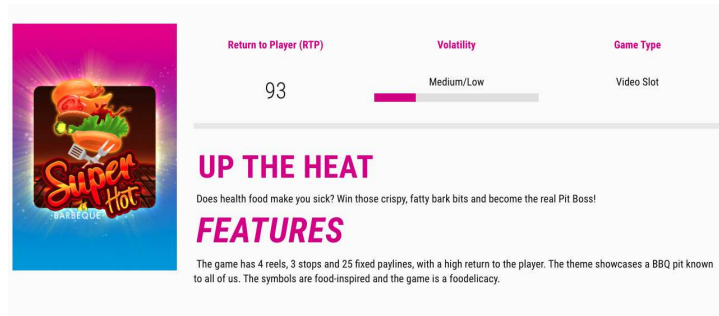 Return to Player (RTP)
Volatility
Game Type
93
Medium/Low
Video Slot
Super
Hot
BARBEQUE
UP THE HEAT
Does health food make you sick? Win those crispy, fatty bark bits and become the real Pit Boss!
FEATURES
The game has 4 reels, 3 stops and 25 fixed paylines, with a high return to the player. The theme showcases a BBQ pit known
to all of us. The symbols are food-inspired and the game is a foodelicacy.